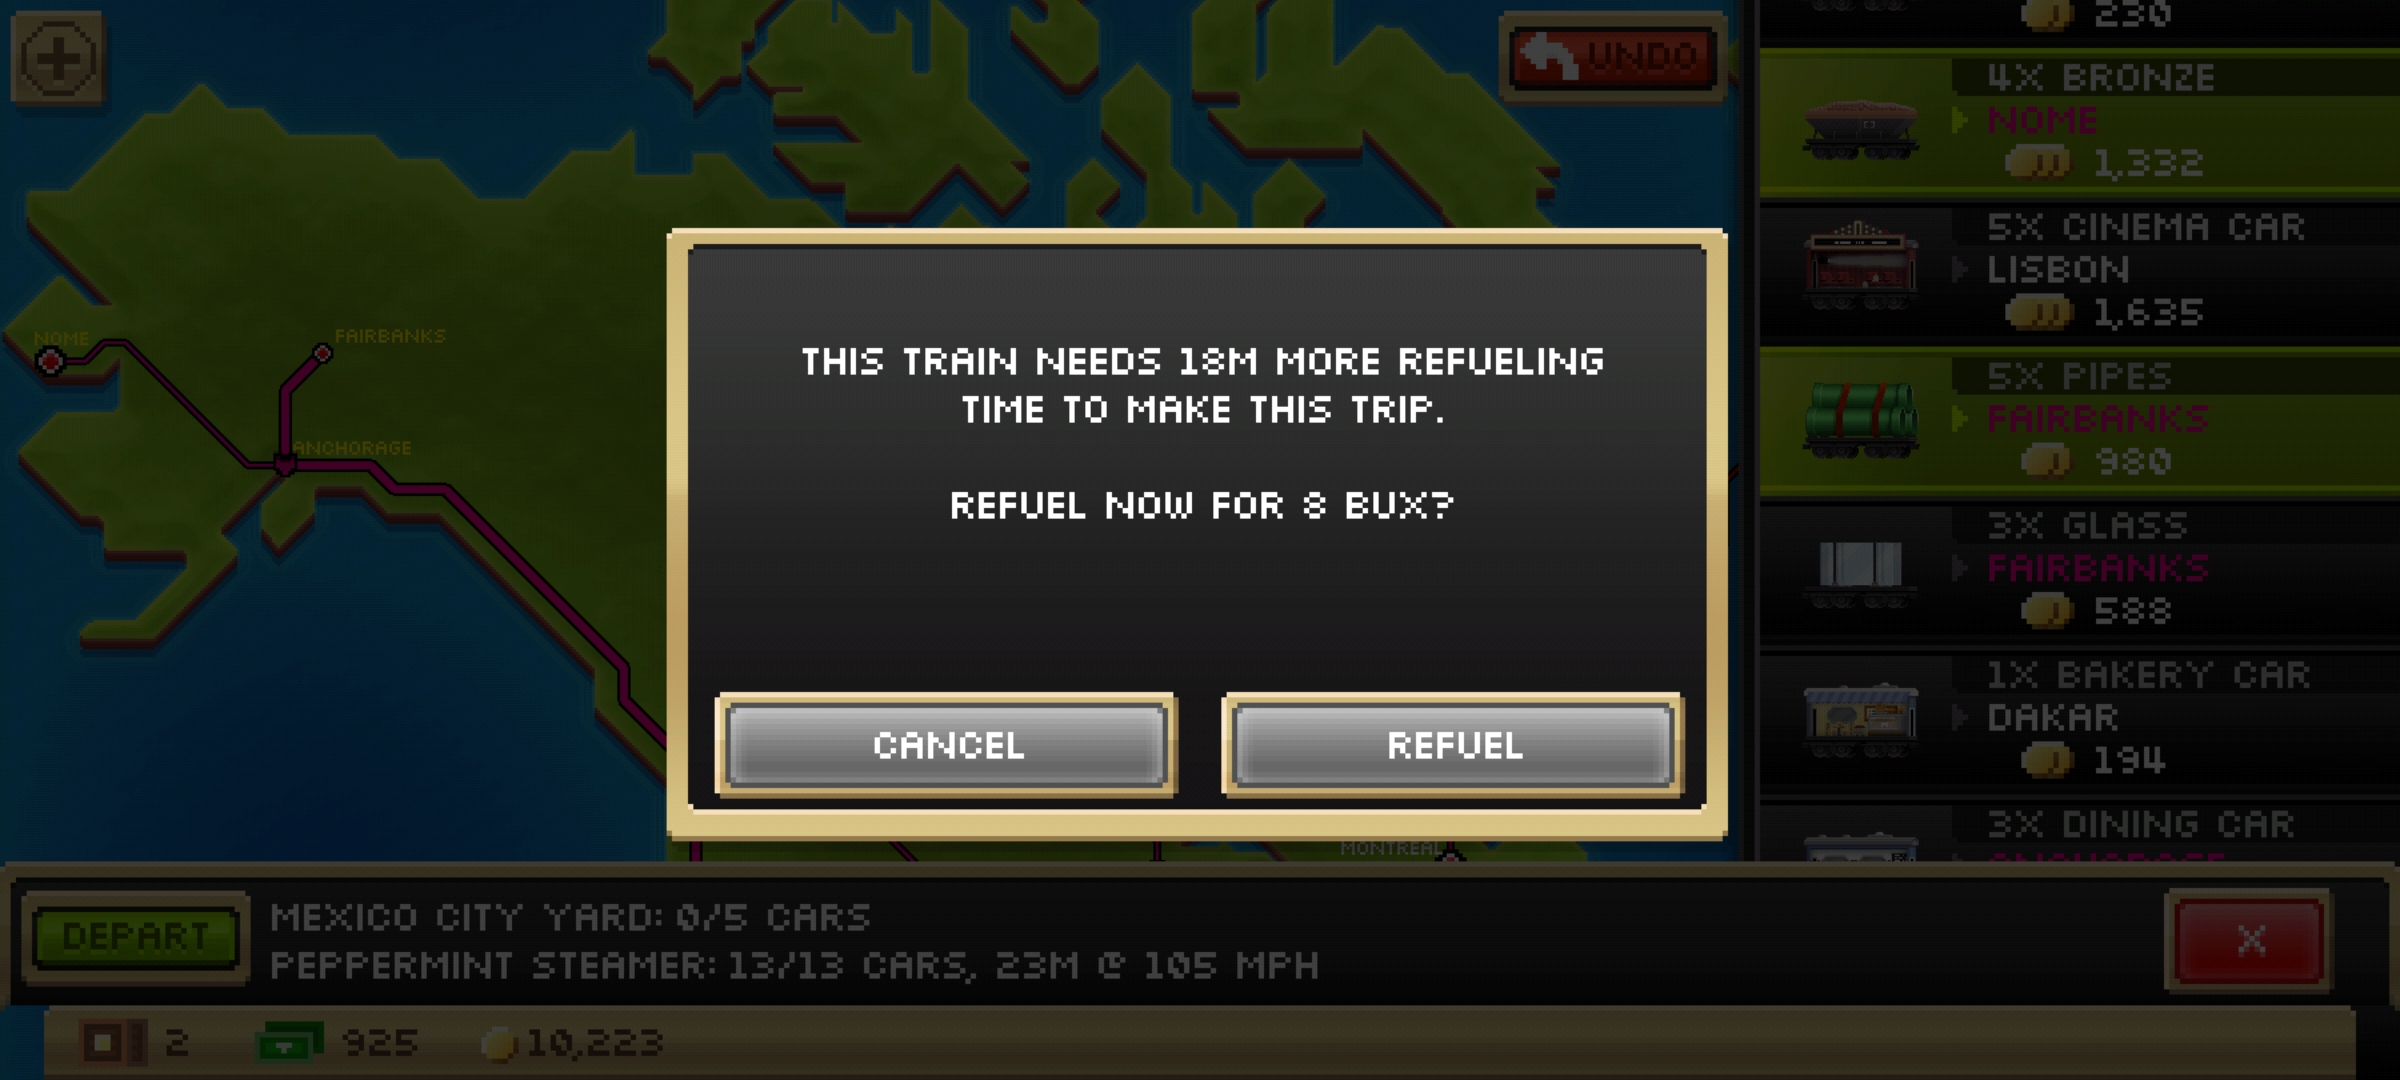 UNDO
230
4X BRONZE
NOME
1,332
5X CINEMA CAR
LISBON
1,635
5X PIPES
FAIRBANKS
980
3X GLASS
FAIRBANKS
588
1X BAKERY CAR
DAKAR
194
3X DINING CAR
ANCHORAGE
NOME
FAIRBANKS
ANCHORAGE
MONTREAL
THIS TRAIN NEEDS 18M MORE REFUELING
TIME TO MAKE THIS TRIP.
REFUEL NOW FOR 8 BUX?
CANCEL
REFUEL
DEPART
MEXICO CITY YARD: 0/5 CARS
PEPPERMINT STEAMER: 13/13 CARS, 23M @ 105 MPH
X
2
925
10,223